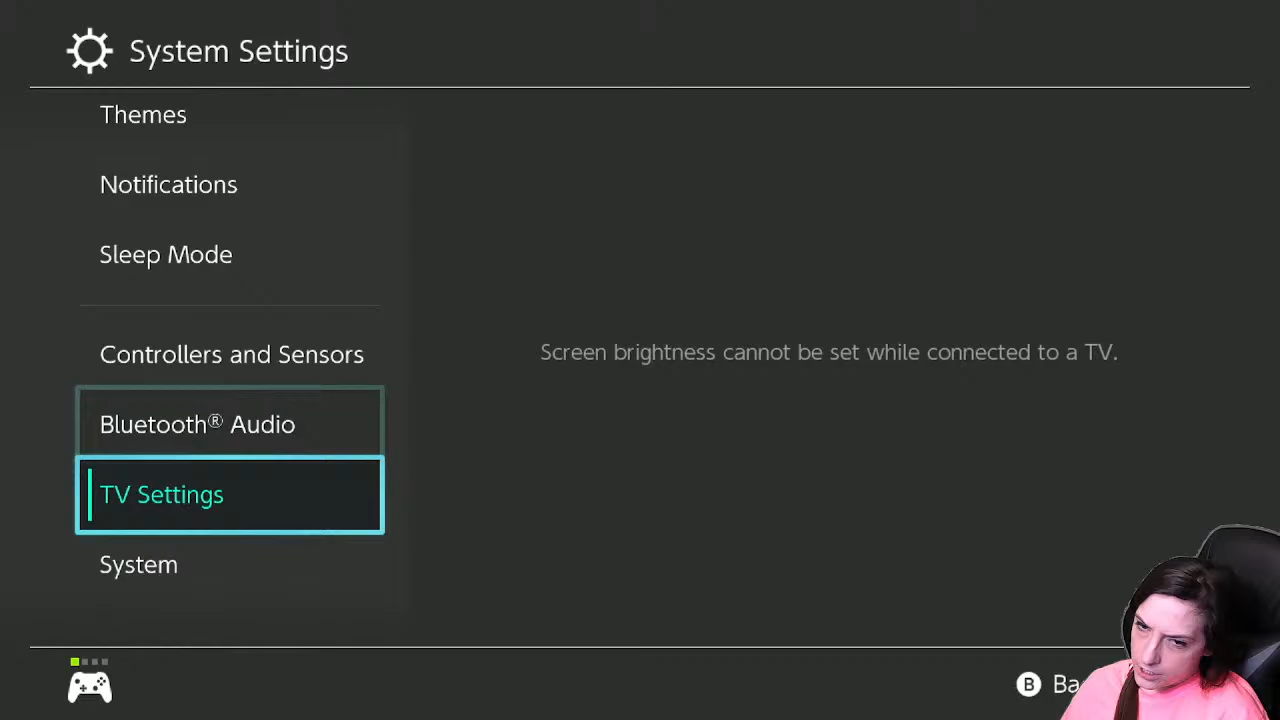 System Settings
Themes
Notifications
Sleep Mode
Controllers and Sensors
Bluetooth® Audio
TV Settings
System
Screen brightness cannot be set while connected to a TV.
B